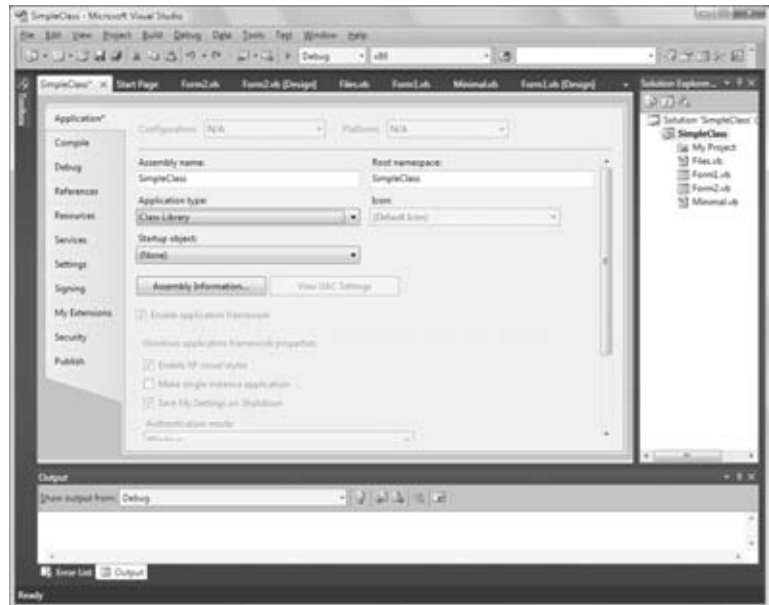 SimpleClass - Microsoft Visual Studio
File Edit View Project Build Debug Data Tools Test Window Help
Debug x86
SimpleClass* Start Page Form2.vb Form2.vb [Design] Files.vb Form1.vb Minimal.vb Form1.vb [Design]
Toolbox
Application*
Compile
Debug
References
Resources
Services
Settings
Signing
My Extensions
Security
Publish
Configuration: N/A Platform: N/A
Assembly name: Root namespace:
SimpleClass SimpleClass
Application type: Icon:
Class Library (Default Icon)
Startup object:
(None)
Assembly Information... View UAC Settings
Enable application framework
Windows application framework properties
Enable XP visual styles
Make single instance application
Save My.Settings on Shutdown
Authentication mode:
Windows
Solution Explorer
Solution 'SimpleClass' (
SimpleClass
My Project
Files.vb
Form1.vb
Form2.vb
Minimal.vb
Output
Show output from: Debug
Error List Output
Ready